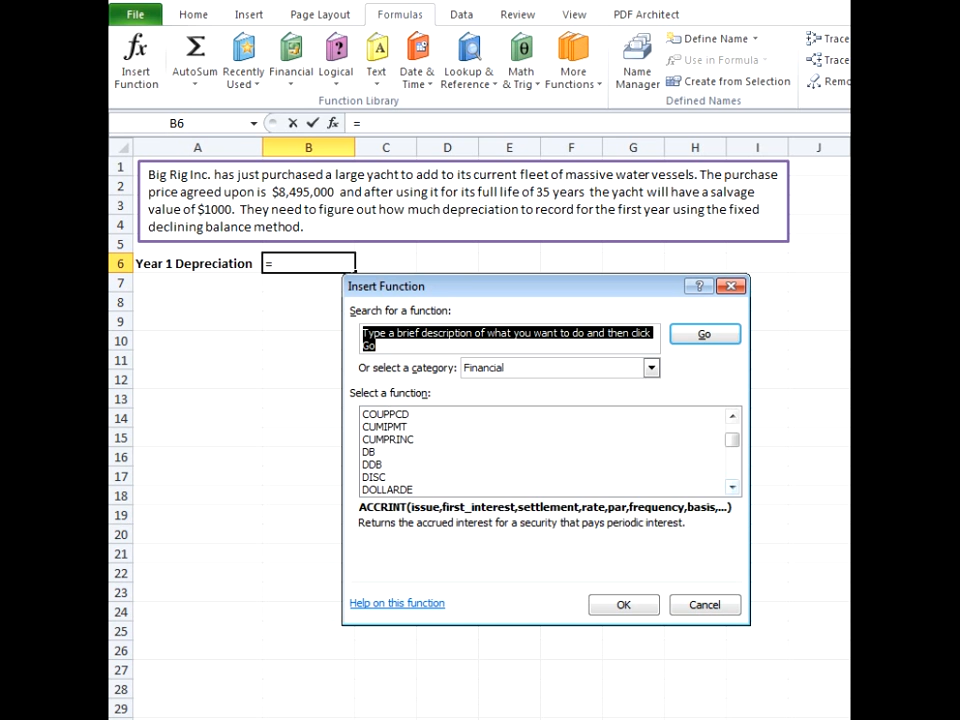 File Home Insert Page Layout Formulas Data Review View PDF Architect
Insert Function
AutoSum
Recently Used
Financial
Logical
Text
Date & Time
Lookup & Reference
Math & Trig
More Functions
Name Manager
Define Name
Use in Formula
Create from Selection
Trace
Trace
Remo
Function Library
Defined Names
B6 fx =
A B C D E F G H I J
1
2
3
4
5
Big Rig Inc. has just purchased a large yacht to add to its current fleet of massive water vessels. The purchase
price agreed upon is $8,495,000 and after using it for its full life of 35 years the yacht will have a salvage
value of $1000. They need to figure out how much depreciation to record for the first year using the fixed
declining balance method.
6 Year 1 Depreciation =
7
8
9
10
11
12
13
14
15
16
17
18
19
20
21
22
23
24
25
26
27
28
29
Insert Function
Search for a function:
Type a brief description of what you want to do and then click
Go
Go
Or select a category: Financial
Select a function:
COUPPCD
CUMIPMT
CUMPRINC
DB
DDB
DISC
DOLLARDE
ACCRINT(issue,first_interest,settlement,rate,par,frequency,basis,...)
Returns the accrued interest for a security that pays periodic interest.
Help on this function
OK
Cancel